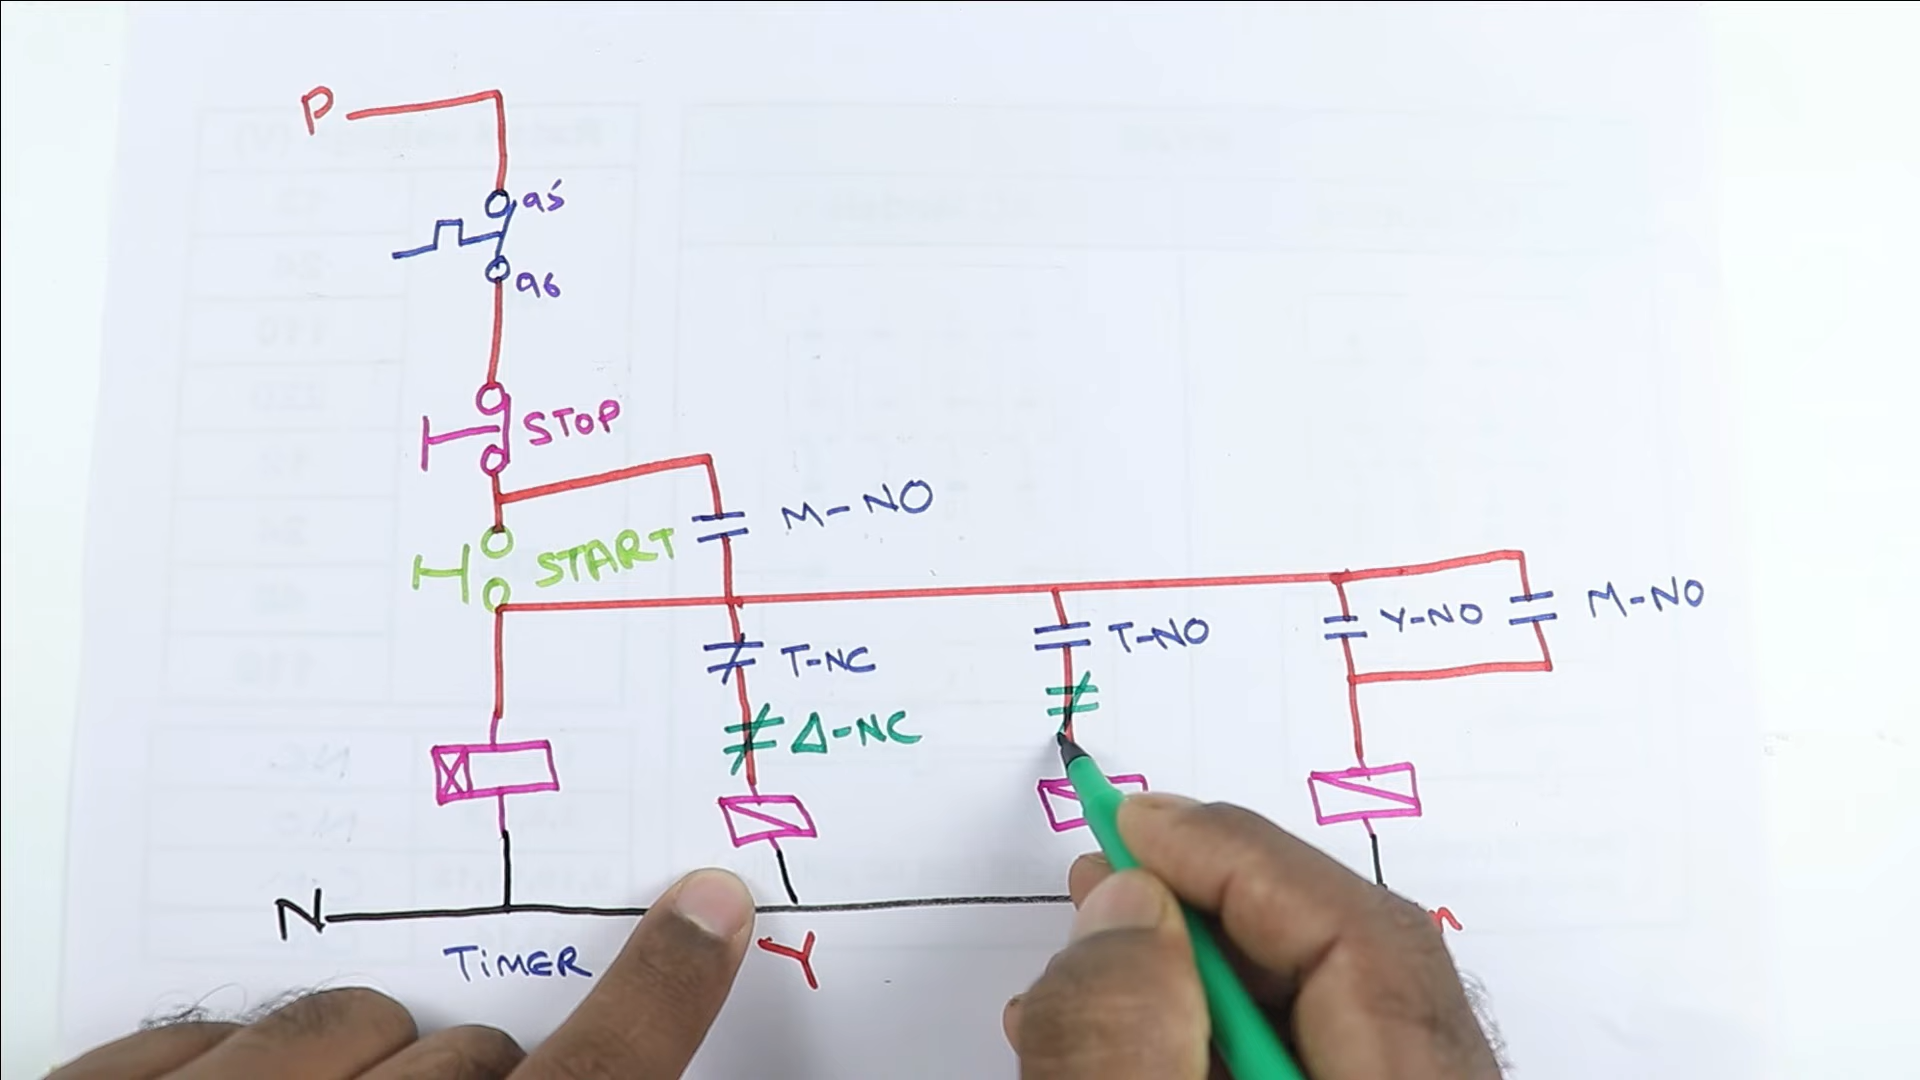 P
95
96
STOP
M-NO
START
Y-NO
M-NO
T-NO
T-NC
Δ-NC
N
TiMER
Y